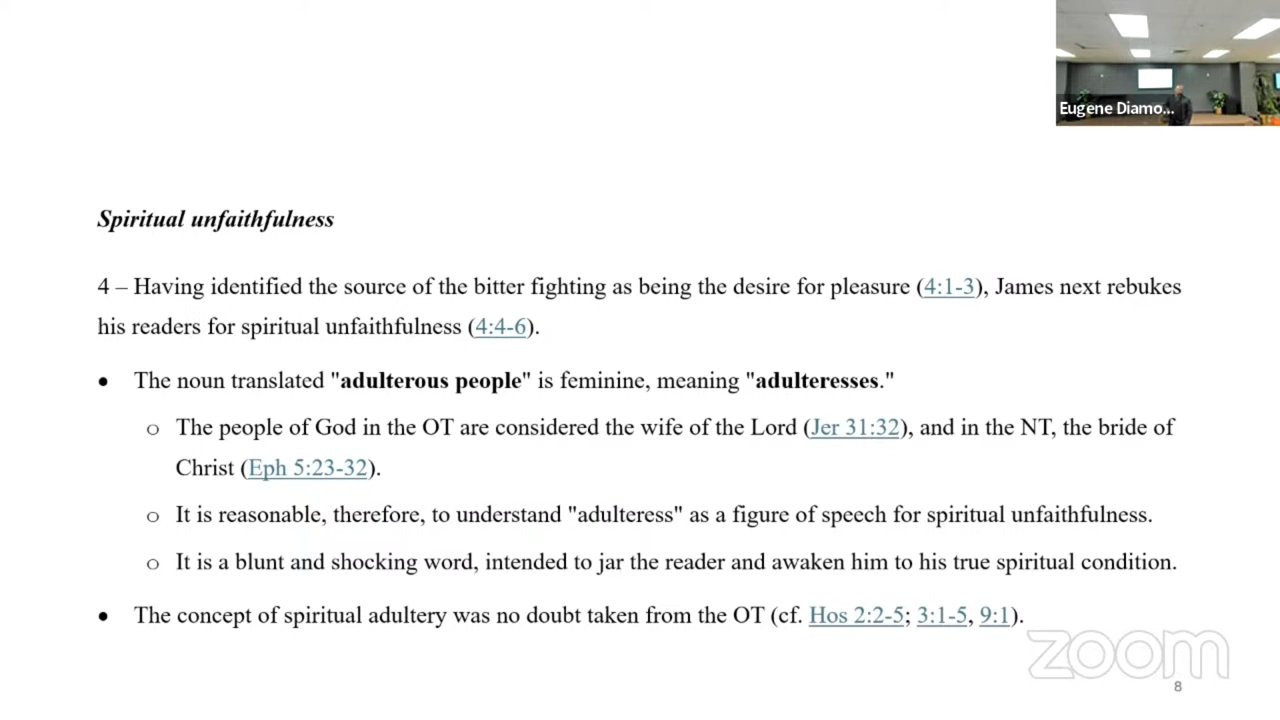 Eugene Diamo...
Spiritual unfaithfulness
4 – Having identified the source of the bitter fighting as being the desire for pleasure (4:1-3), James next rebukes
his readers for spiritual unfaithfulness (4:4-6).
• The noun translated "adulterous people" is feminine, meaning "adulteresses."
o The people of God in the OT are considered the wife of the Lord (Jer 31:32), and in the NT, the bride of
Christ (Eph 5:23-32).
o It is reasonable, therefore, to understand "adulteress" as a figure of speech for spiritual unfaithfulness.
o It is a blunt and shocking word, intended to jar the reader and awaken him to his true spiritual condition.
• The concept of spiritual adultery was no doubt taken from the OT (cf. Hos 2:2-5; 3:1-5, 9:1).
zoom
8